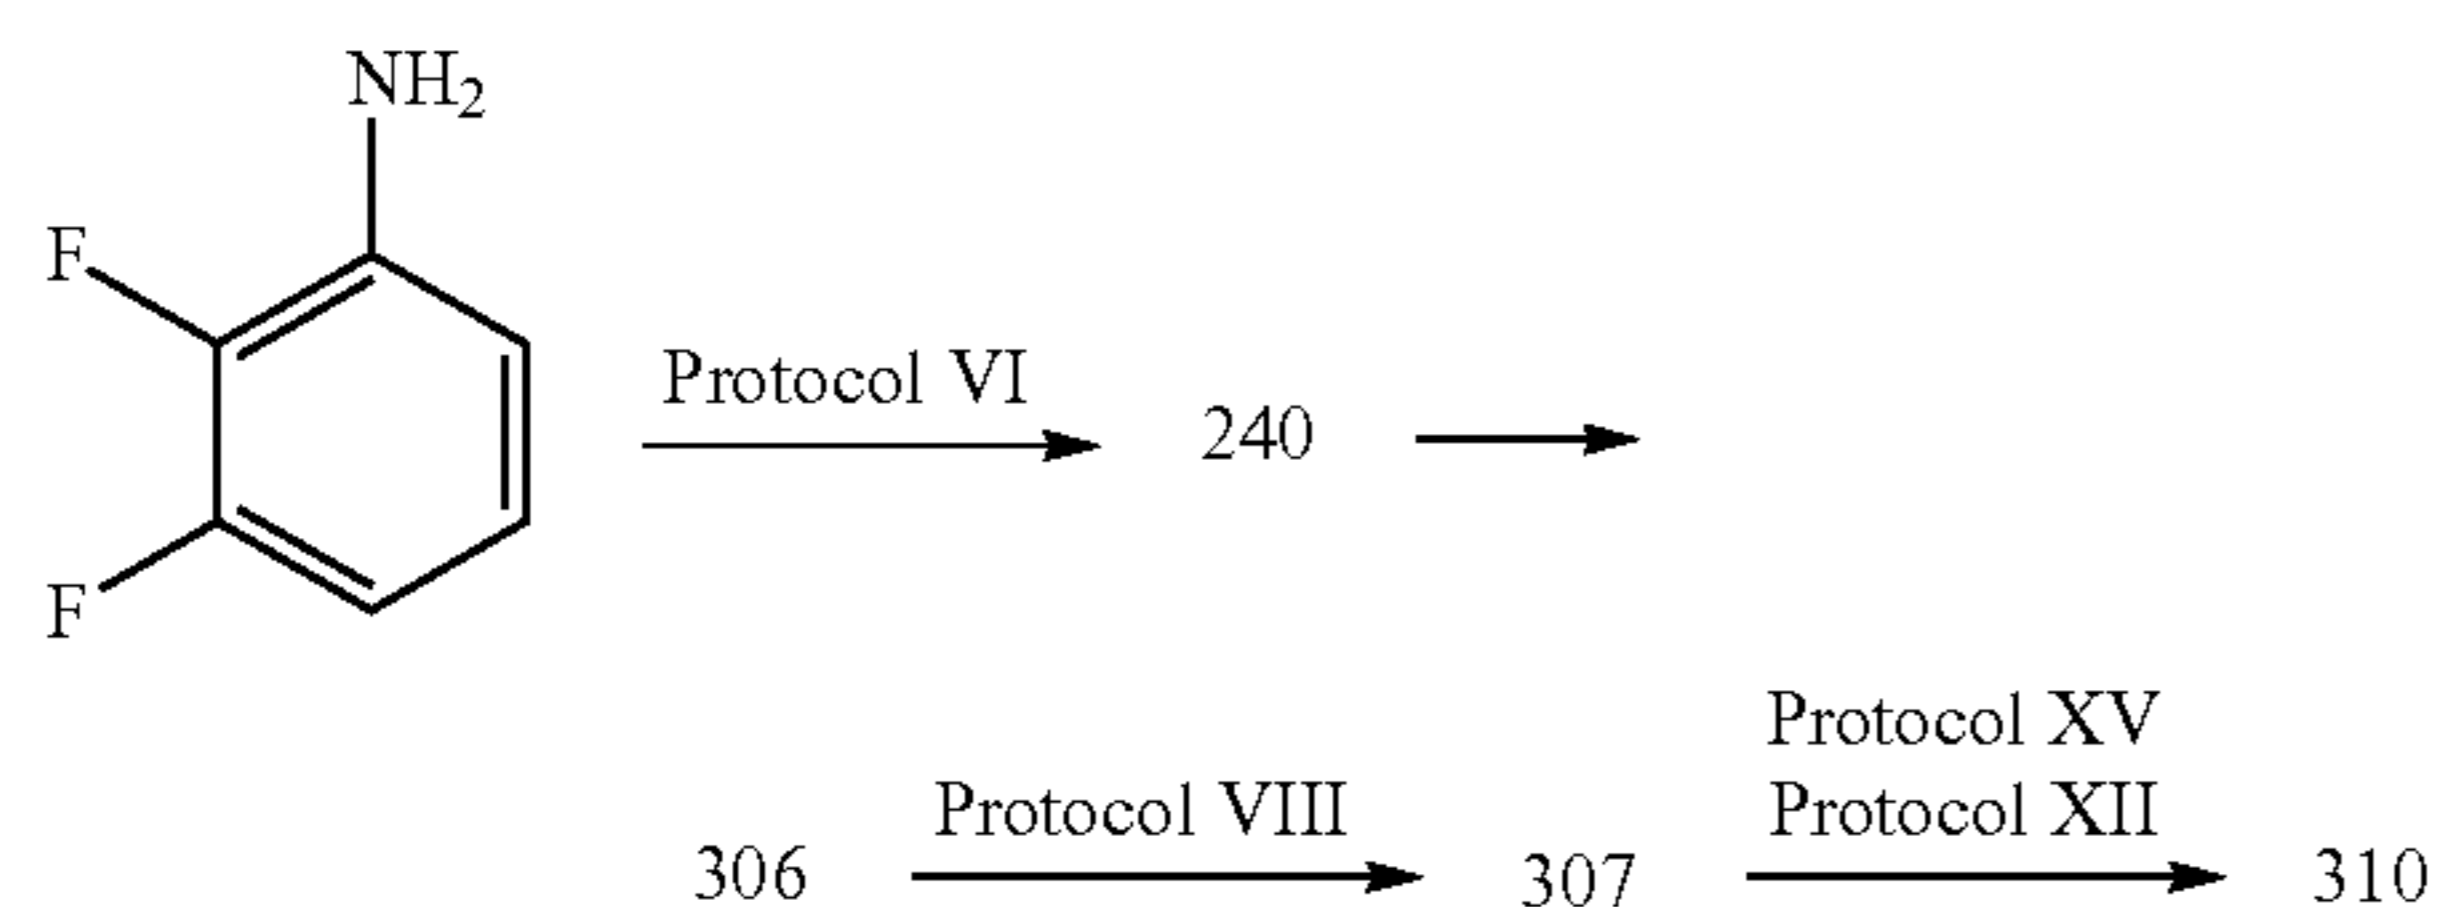 NH2
F
Protocol VI
240
F
Protocol XV
Protocol VIII
Protocol XII
306
307
310